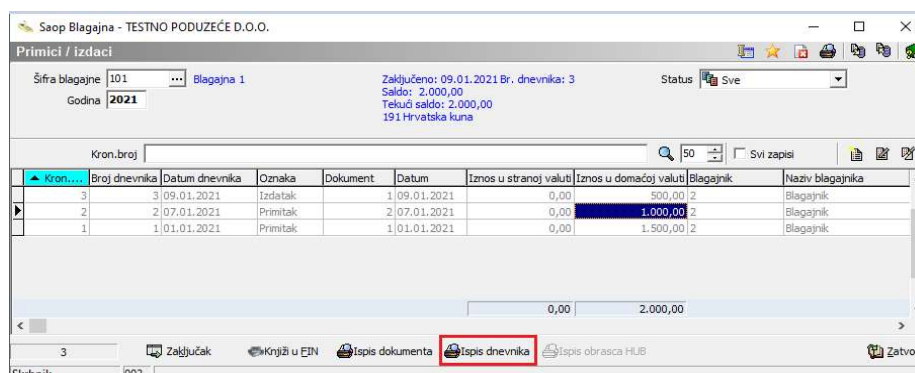 Saop Blagajna - TESTNO PODUZEĆE D.O.O.
Primici / izdaci
Šifra blagajne 101 ... Blagajna 1
Zaključeno: 09.01.2021 Br. dnevnika: 3
Status Sve
Godina 2021
Saldo: 2.000,00
Tekući saldo: 2.000,00
191 Hrvatska kuna
Kron.broj 50 Svi zapisi
Kron.... Broj dnevnika Datum dnevnika Oznaka Dokument Datum Iznos u stranoj valuti Iznos u domaćoj valuti Blagajnik Naziv blagajnika
3 3 09.01.2021 Izdatak 1 09.01.2021 0,00 500,00 2 Blagajnik
2 2 07.01.2021 Primitak 2 07.01.2021 0,00 1.000,00 2 Blagajnik
1 1 01.01.2021 Primitak 1 01.01.2021 0,00 1.500,00 2 Blagajnik
0,00 2.000,00
3 Zaključak Knjiži u FIN Ispis dokumenta Ispis dnevnika Ispis obrasca HUB Zatvo